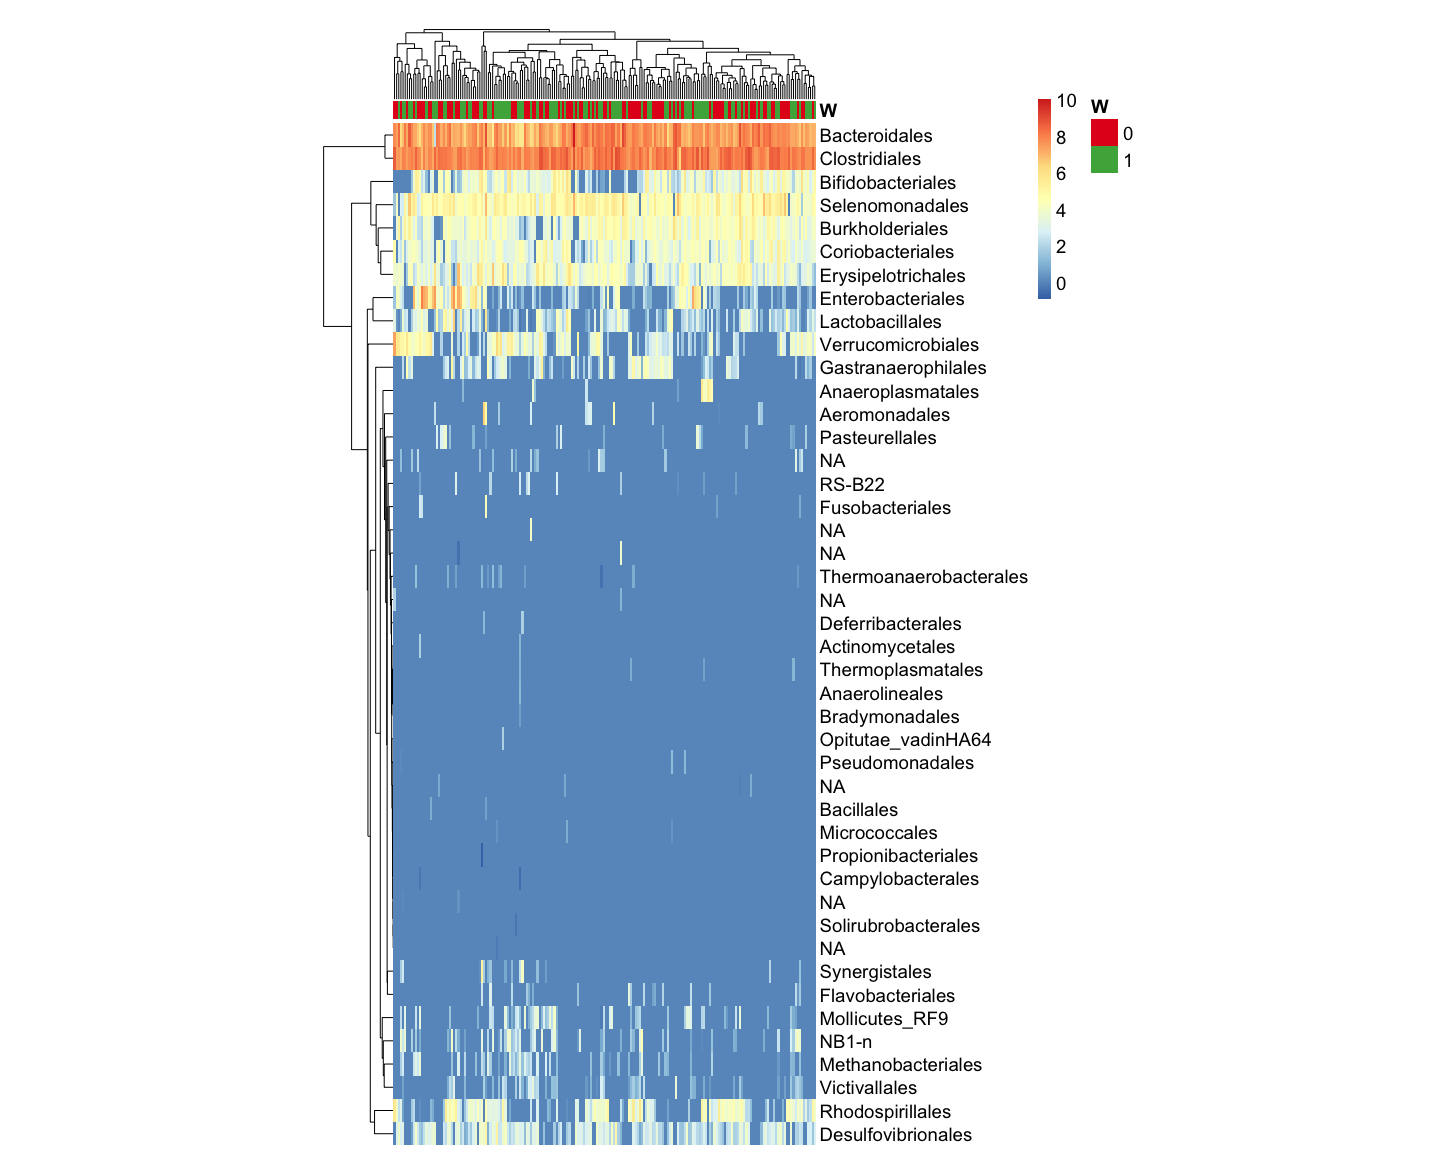 W
Bacteroidales
Clostridiales
Bifidobacteriales
Selenomonadales
Burkholderiales
Coriobacteriales
Erysipelotrichales
Enterobacteriales
Lactobacillales
Verrucomicrobiales
Gastranaerophilales
Anaeroplasmatales
Aeromonadales
Pasteurellales
NA
RS-B22
Fusobacteriales
NA
NA
Thermoanaerobacterales
NA
Deferribacterales
Actinomycetales
Thermoplasmatales
Anaerolineales
Bradymonadales
Opitutae_vadinHA64
Pseudomonadales
NA
Bacillales
Micrococcales
Propionibacteriales
Campylobacterales
NA
Solirubrobacterales
NA
Synergistales
Flavobacteriales
Mollicutes_RF9
NB1-n
Methanobacteriales
Victivallales
Rhodospirillales
Desulfovibrionales
10
8
6
4
2
0
W
0
1